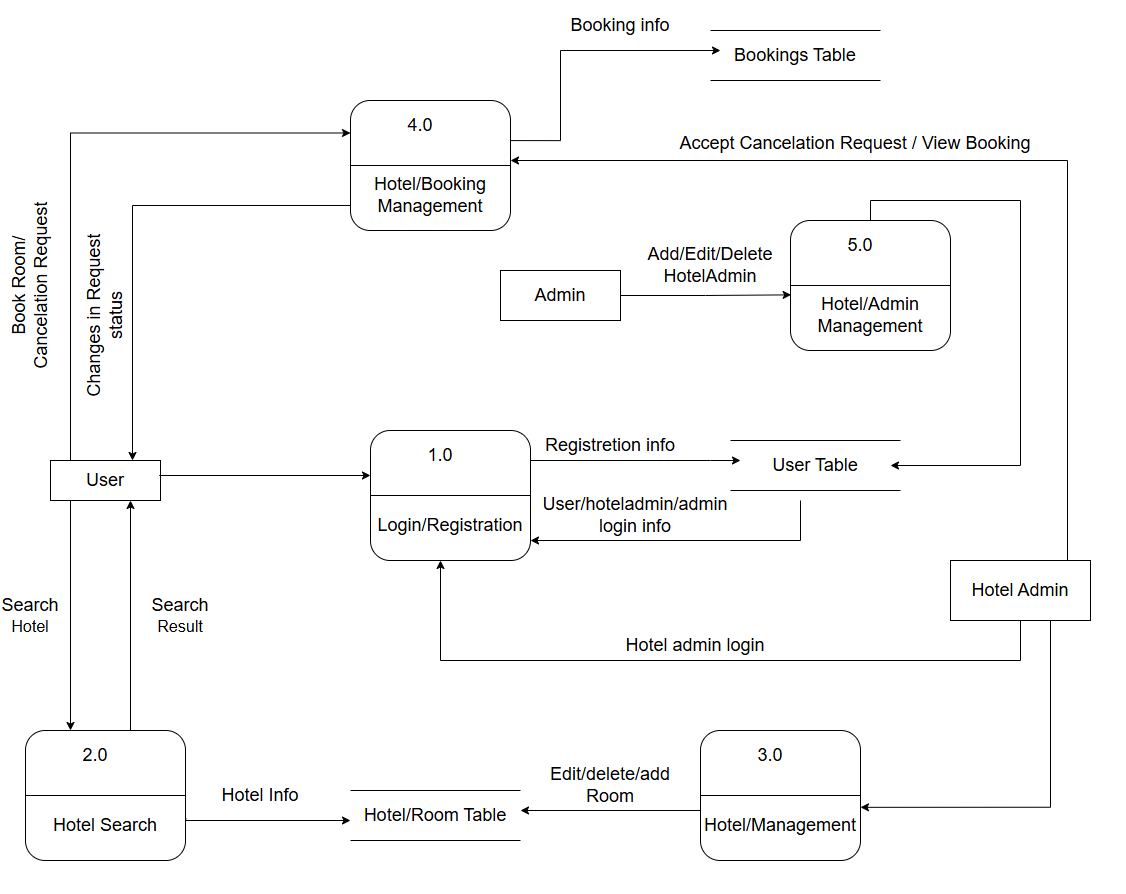 Booking info
Bookings Table
4.0
Hotel/Booking
Management
Accept Cancelation Request / View Booking
Book Room/
Cancelation Request
Changes in Request
status
5.0
Hotel/Admin
Management
Add/Edit/Delete
HotelAdmin
Admin
User
1.0
Login/Registration
Registretion info
User Table
User/hoteladmin/admin
login info
Hotel Admin
Hotel admin login
Search
Hotel
Search
Result
2.0
Hotel Search
Hotel Info
Hotel/Room Table
Edit/delete/add
Room
3.0
Hotel/Management